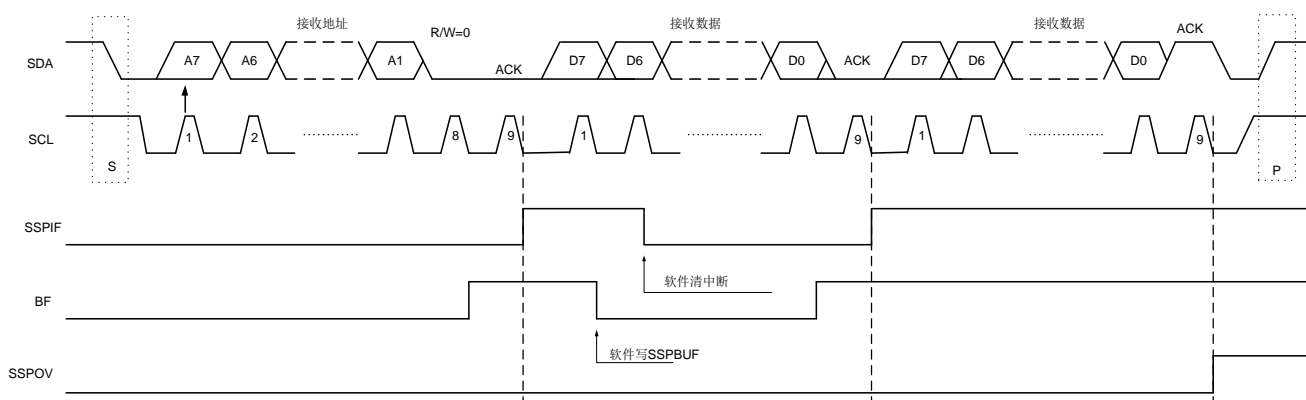 接收地址 接收数据 接收数据
R/W=0 ACK
SDA A7 A6 A1 ACK D7 D6 D0 ACK D7 D6 D0
SCL 1 2 8 9 1 9 1 9
S P
SSPIF
软件清中断
BF
软件写SSPBUF
SSPOV